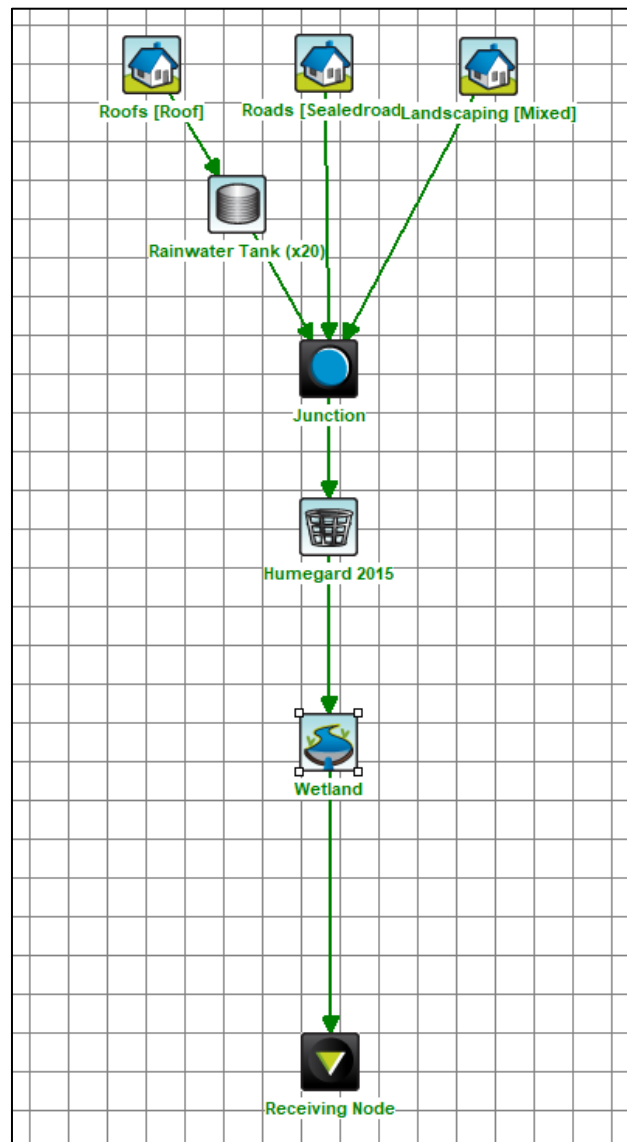 Roofs [Roof]
Roads [Sealedroad
Landscaping [Mixed]
Rainwater Tank (x20)
Junction
Humegard 2015
Wetland
Receiving Node